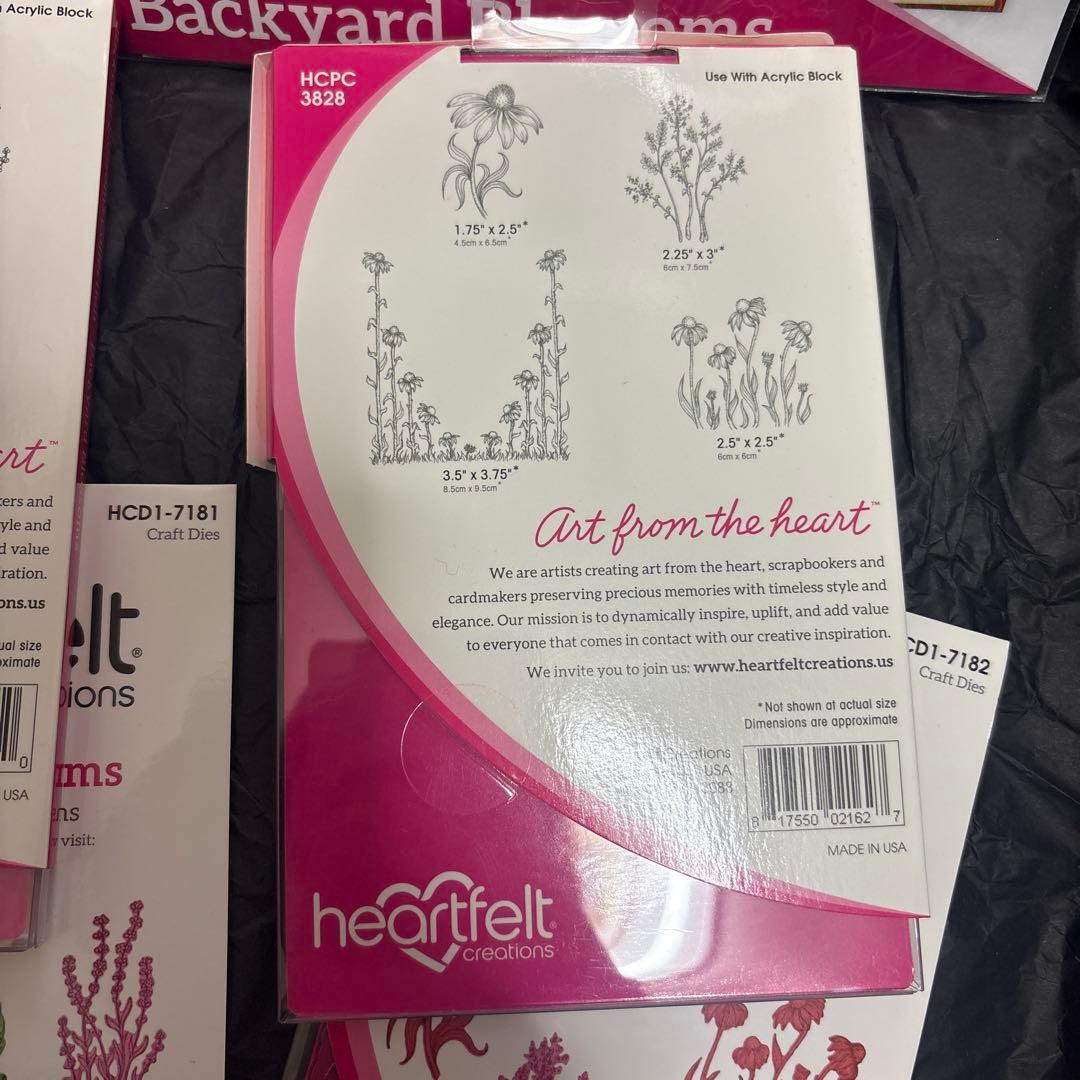 Acrylic Block
Backyard
HCPC
3828
Use With Acrylic Block
1.75" x 2.5"*
4.5cm x 6.5cm*
2.25" x 3"*
6cm x 7.5cm*
3.5" x 3.75"*
8.5cm x 9.5cm*
2.5" x 2.5"*
6cm x 6cm*
Art from the heart™
We are artists creating art from the heart, scrapbookers and
cardmakers preserving precious memories with timeless style and
elegance. Our mission is to dynamically inspire, uplift, and add value
to everyone that comes in contact with our creative inspiration.
We invite you to join us: www.heartfeltcreations.us
*Not shown at actual size
Dimensions are approximate
USA
8 17550 02162 7
MADE IN USA
heartfelt®
creations
HCD1-7181
Craft Dies
visit:
and
and
value
USA
0
CD1-7182
Craft Dies